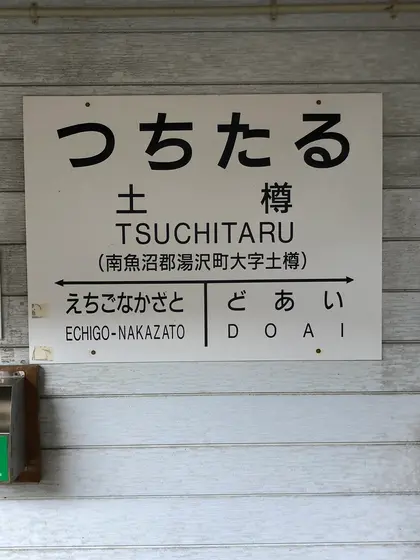 つちたる
土樽
TSUCHITARU
(南魚沼郡湯沢町大字土樽)
えちごなかざと どあい
ECHIGO-NAKAZATO DOAI